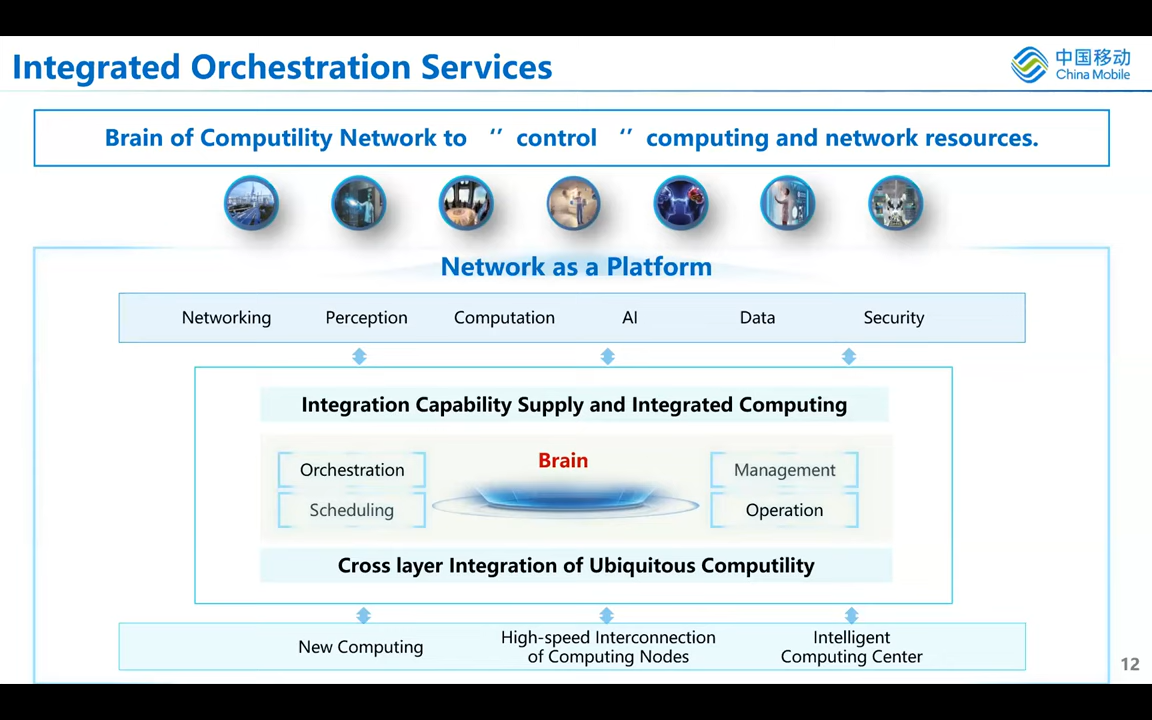 Integrated Orchestration Services
中国移动
China Mobile
Brain of Computility Network to ‘’ control ‘’ computing and network resources.
Network as a Platform
Networking Perception Computation AI Data Security
Integration Capability Supply and Integrated Computing
Orchestration
Scheduling
Brain
Management
Operation
Cross layer Integration of Ubiquitous Computility
New Computing
High-speed Interconnection
of Computing Nodes
Intelligent
Computing Center
12